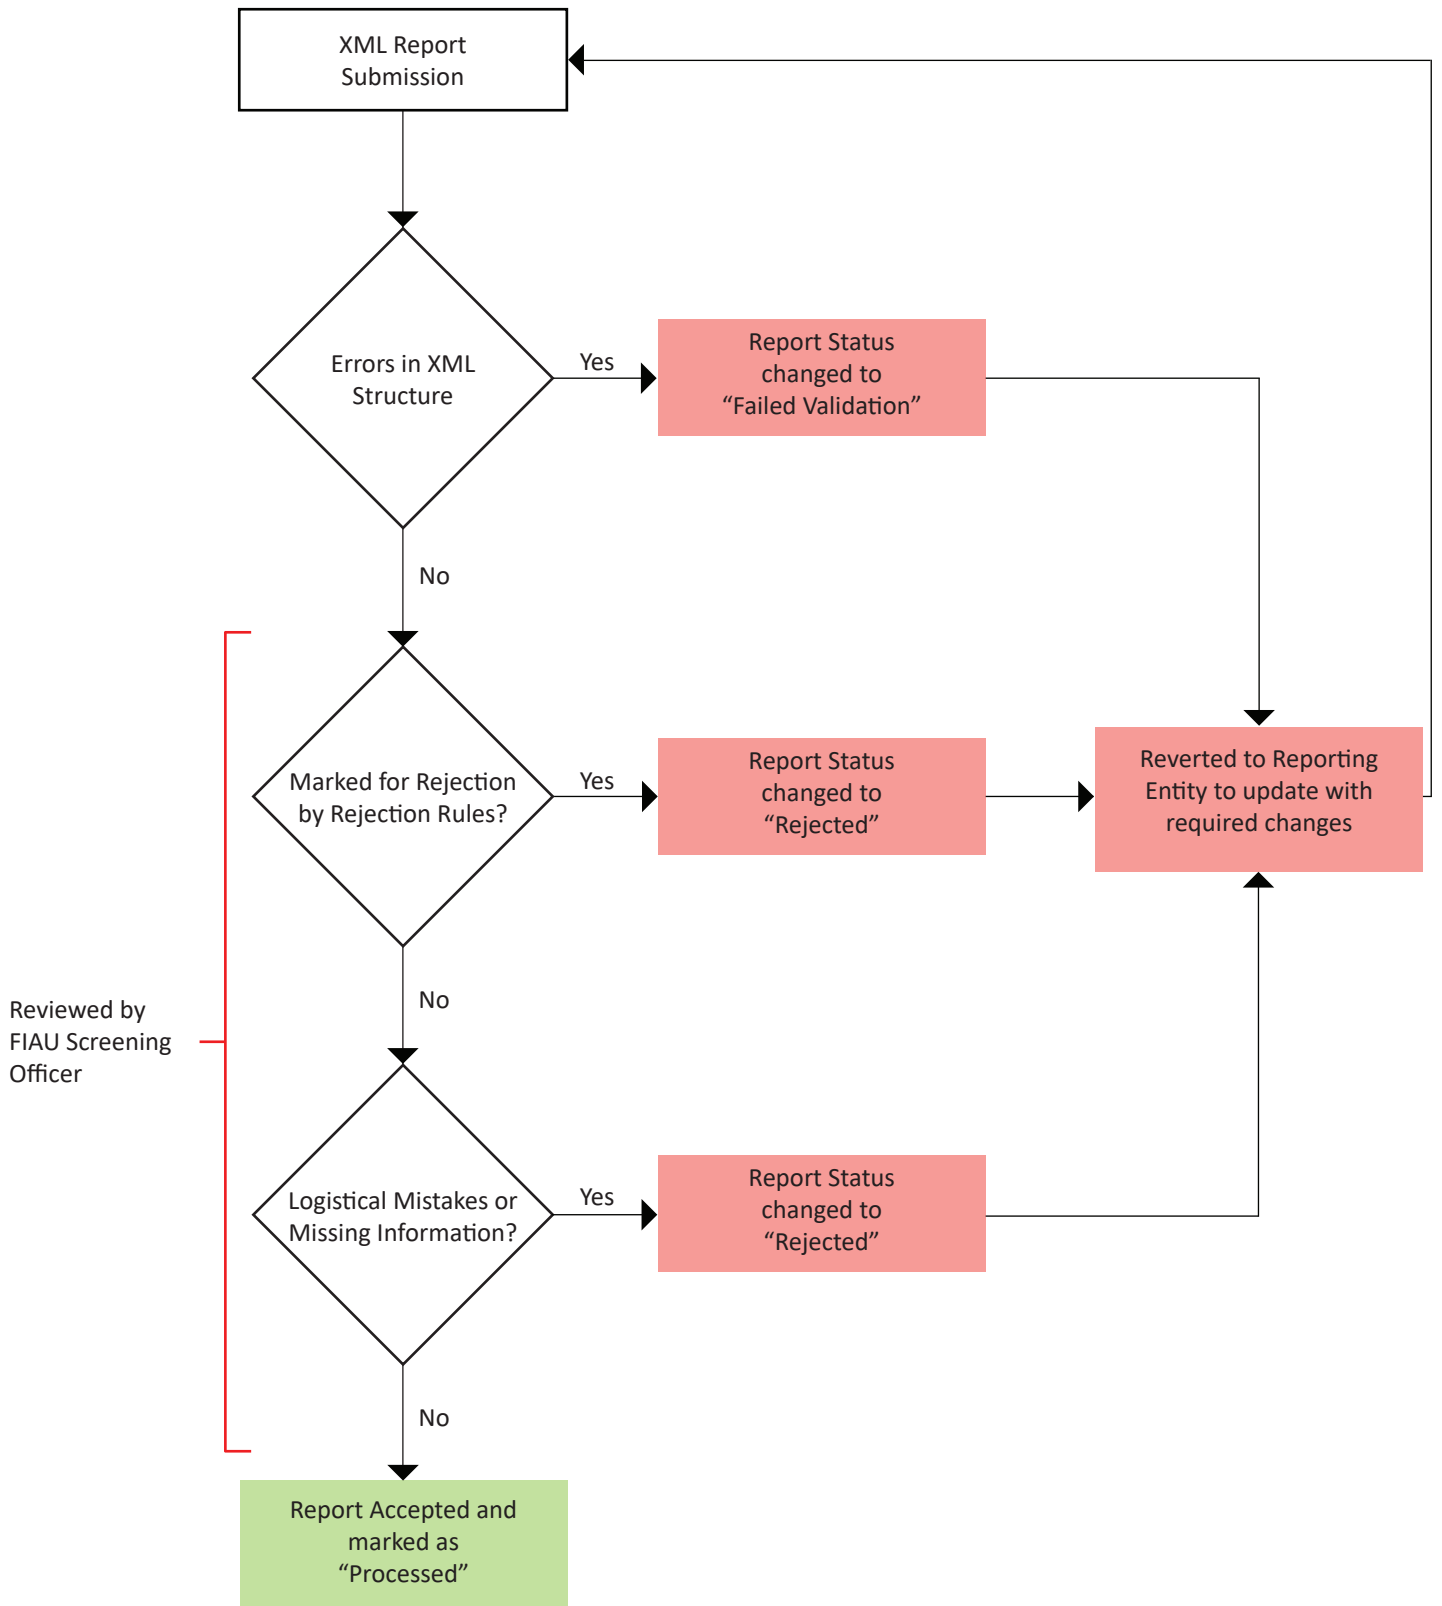 XML Report
Submission
Errors in XML
Structure
Yes
Report Status
changed to
“Failed Validation”
No
Marked for Rejection
by Rejection Rules?
Yes
Report Status
changed to
“Rejected”
Reverted to Reporting
Entity to update with
required changes
No
Reviewed by
FIAU Screening
Officer
Logistical Mistakes or
Missing Information?
Yes
Report Status
changed to
“Rejected”
No
Report Accepted and
marked as
“Processed”